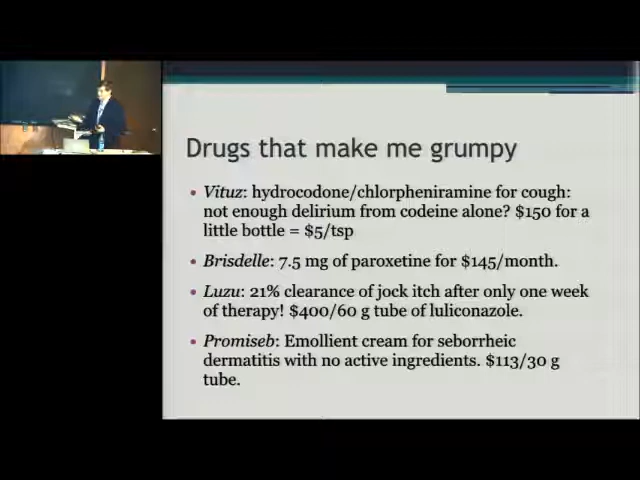 Drugs that make me grumpy
• Vituz: hydrocodone/chlorpheniramine for cough:
not enough delirium from codeine alone? $150 for a
little bottle = $5/tsp
• Brisdelle: 7.5 mg of paroxetine for $145/month.
• Luzu: 21% clearance of jock itch after only one week
of therapy! $400/60 g tube of luliconazole.
• Promiseb: Emollient cream for seborrheic
dermatitis with no active ingredients. $113/30 g
tube.